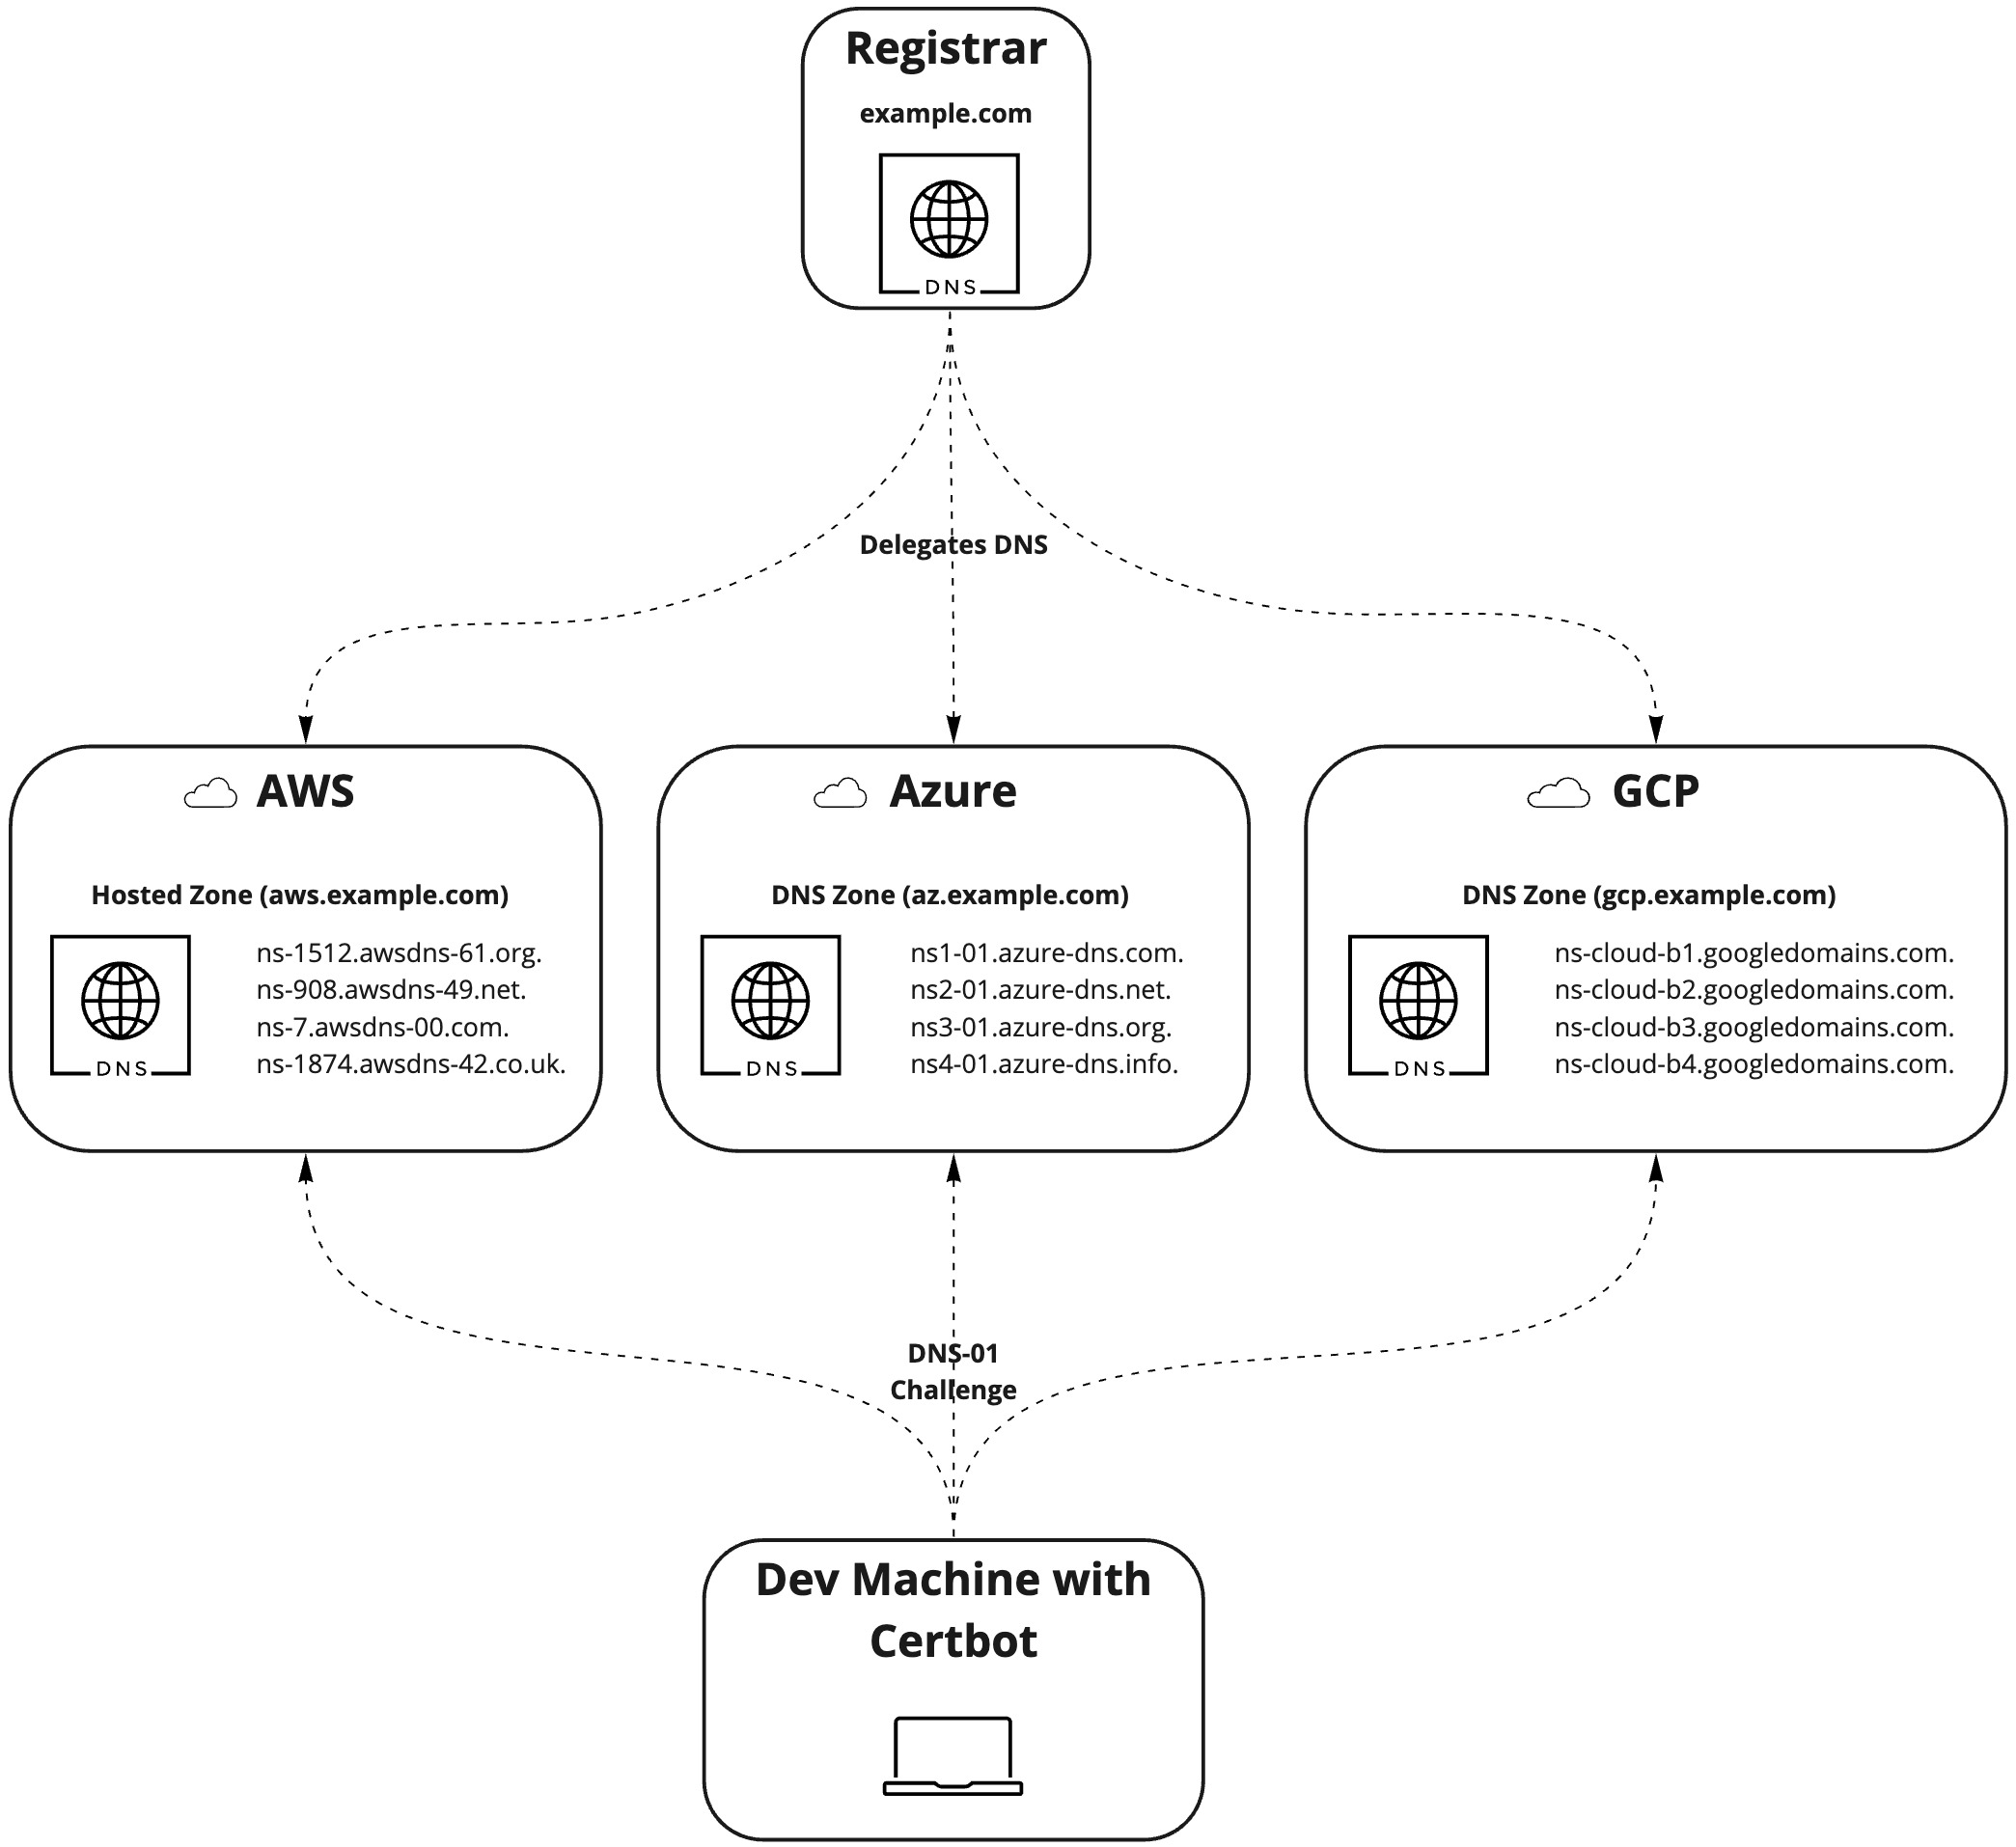 Registrar
example.com
DNS
Delegates DNS
AWS
Hosted Zone (aws.example.com)
ns-1512.awsdns-61.org.
ns-908.awsdns-49.net.
ns-7.awsdns-00.com.
ns-1874.awsdns-42.co.uk.
DNS
Azure
DNS Zone (az.example.com)
ns1-01.azure-dns.com.
ns2-01.azure-dns.net.
ns3-01.azure-dns.org.
ns4-01.azure-dns.info.
DNS
GCP
DNS Zone (gcp.example.com)
ns-cloud-b1.googledomains.com.
ns-cloud-b2.googledomains.com.
ns-cloud-b3.googledomains.com.
ns-cloud-b4.googledomains.com.
DNS
DNS-01
Challenge
Dev Machine with
Certbot